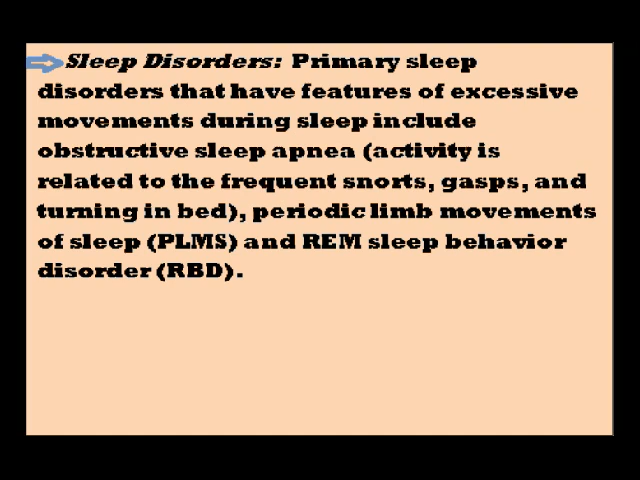 Sleep Disorders: Primary sleep
disorders that have features of excessive
movements during sleep include
obstructive sleep apnea (activity is
related to the frequent snorts, gasps, and
turning in bed), periodic limb movements
of sleep (PLMS) and REM sleep behavior
disorder (RBD).